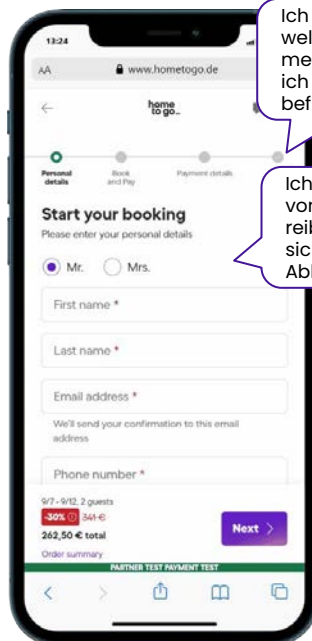 Ich
wel
me
ich
bef
13:24
AA www.hometogo.de
home
to go_
Personal
details
Book
and Pay
Payment details
Ich
vor
reib
sic
Abl
Start your booking
Please enter your personal details
Mr. Mrs.
First name *
Last name *
Email address *
We'll send your confirmation to this email
address
Phone number *
9/7 - 9/12, 2 guests
-30% 341 €
262,50 € total
Next >
Order summary
PARTNER TEST PAYMENT TEST